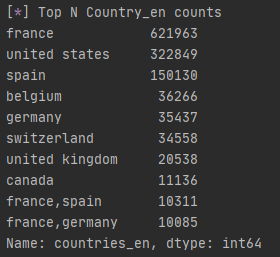 [*] Top N Country_en counts
france 621963
united states 322849
spain 150130
belgium 36266
germany 35437
switzerland 34558
united kingdom 20538
canada 11136
france,spain 10311
france,germany 10085
Name: countries_en, dtype: int64